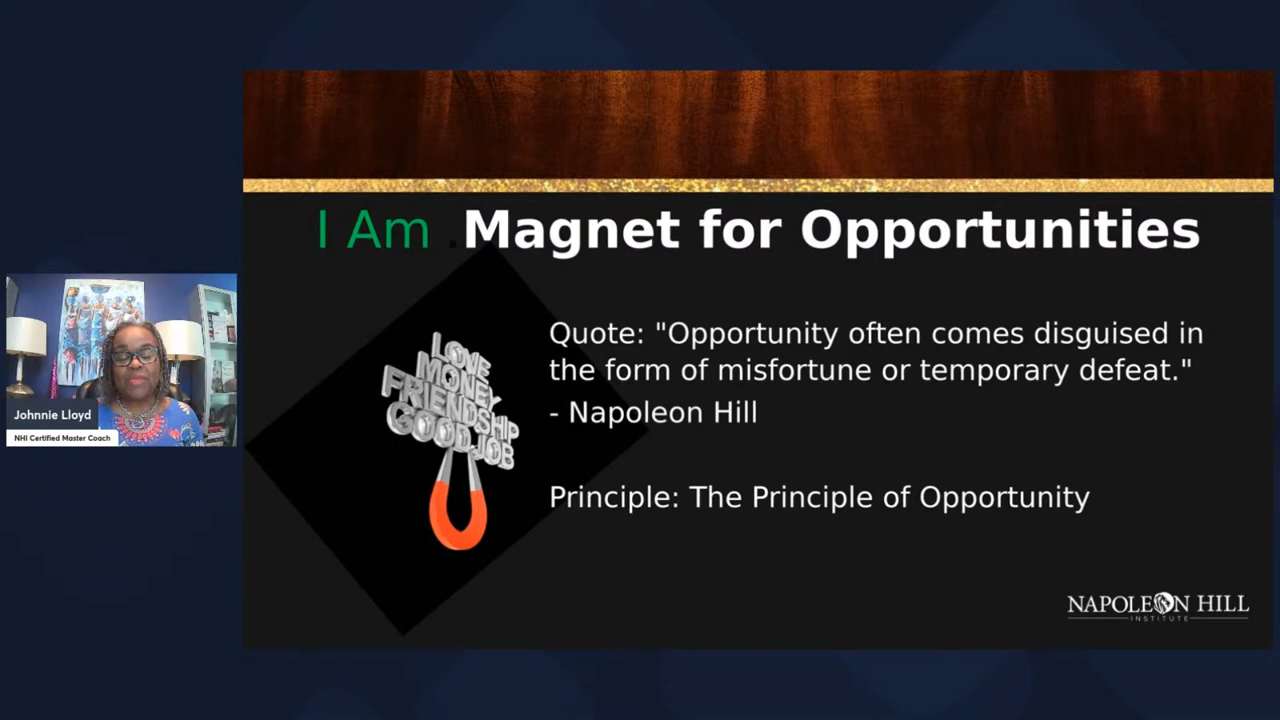 I Am . Magnet for Opportunities
Quote: "Opportunity often comes disguised in
the form of misfortune or temporary defeat."
- Napoleon Hill
Principle: The Principle of Opportunity
LOVE
MONEY
FRIENDSHIP
GOOD JOB
Johnnie Lloyd
NHI Certified Master Coach
NAPOLEON HILL
INSTITUTE